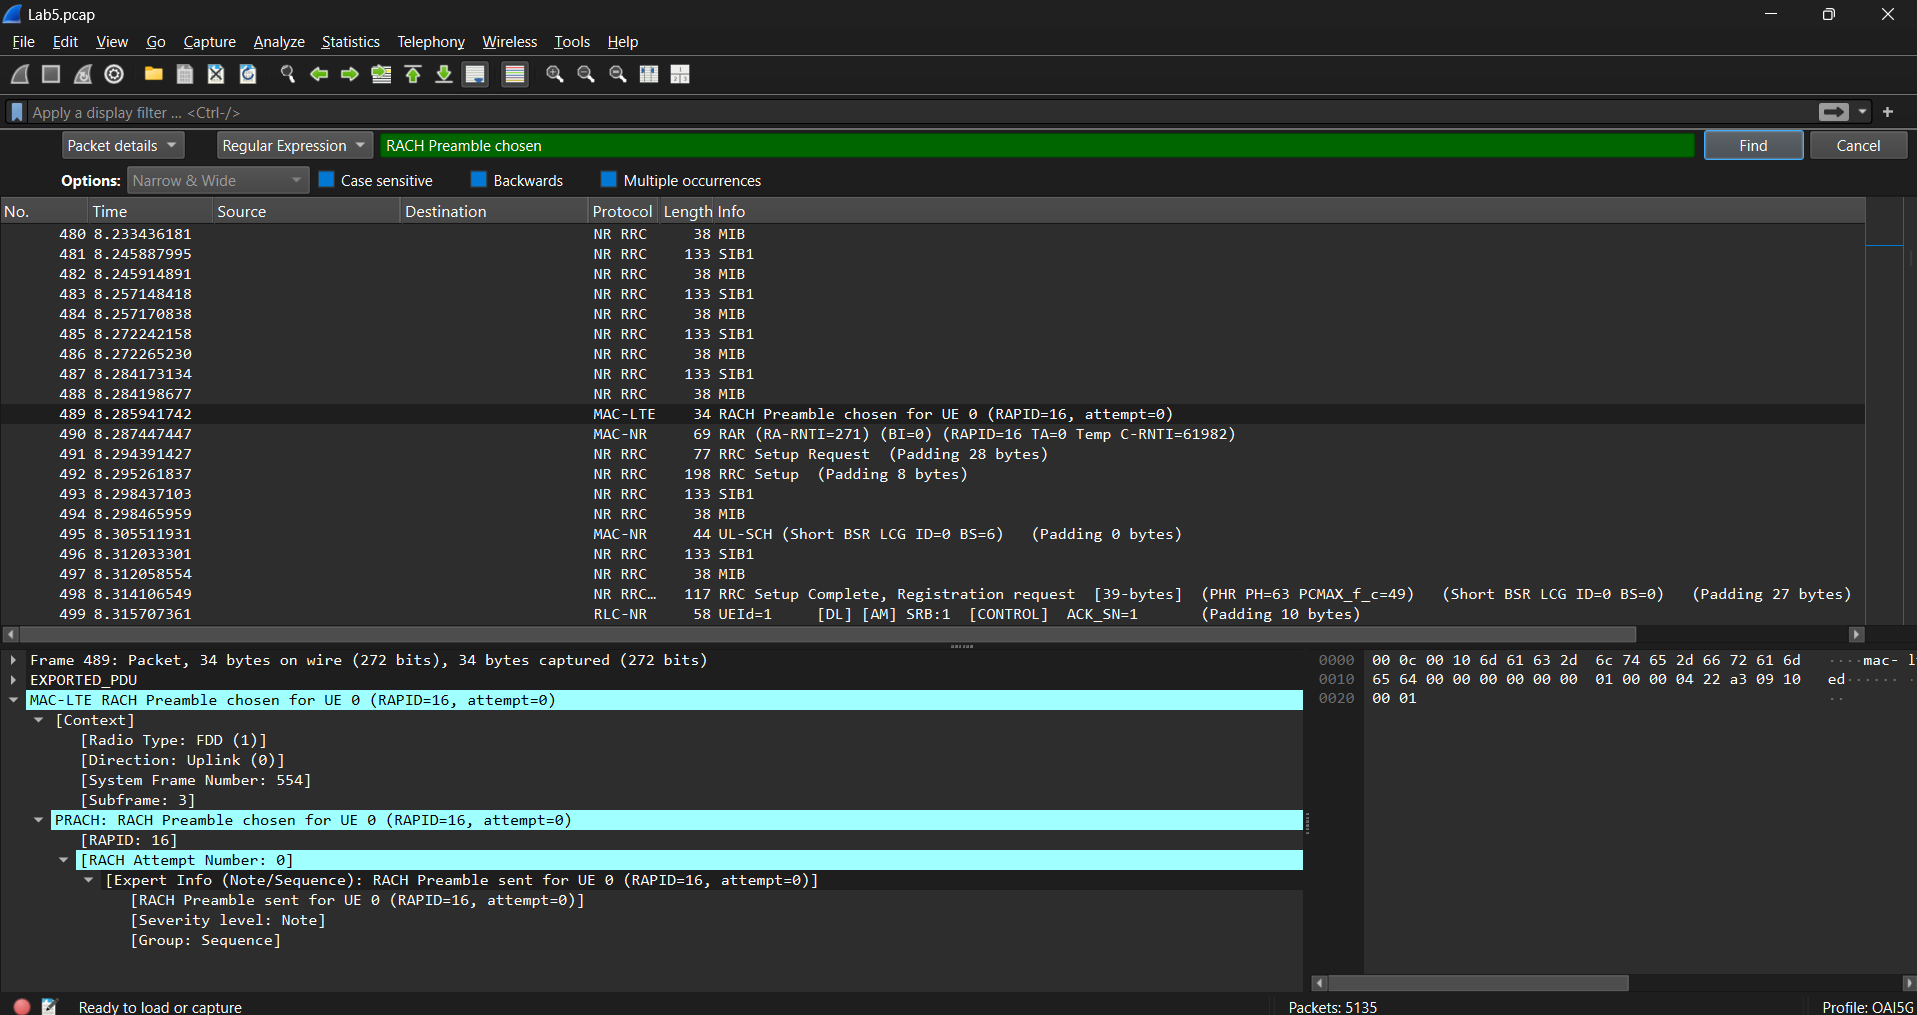 Lab5.pcap
File Edit View Go Capture Analyze Statistics Telephony Wireless Tools Help
Apply a display filter ... <Ctrl-/>
Packet details Regular Expression RACH Preamble chosen Find Cancel
Options: Narrow & Wide Case sensitive Backwards Multiple occurrences
No. Time Source Destination Protocol Length Info
480 8.233436181 NR RRC 38 MIB
481 8.245887995 NR RRC 133 SIB1
482 8.245914891 NR RRC 38 MIB
483 8.257148418 NR RRC 133 SIB1
484 8.257170838 NR RRC 38 MIB
485 8.272242158 NR RRC 133 SIB1
486 8.272265230 NR RRC 38 MIB
487 8.284173134 NR RRC 133 SIB1
488 8.284198677 NR RRC 38 MIB
489 8.285941742 MAC-LTE 34 RACH Preamble chosen for UE 0 (RAPID=16, attempt=0)
490 8.287447447 MAC-NR 69 RAR (RA-RNTI=271) (BI=0) (RAPID=16 TA=0 Temp C-RNTI=61982)
491 8.294391427 NR RRC 77 RRC Setup Request (Padding 28 bytes)
492 8.295261837 NR RRC 198 RRC Setup (Padding 8 bytes)
493 8.298437103 NR RRC 133 SIB1
494 8.298465959 NR RRC 38 MIB
495 8.305511931 MAC-NR 44 UL-SCH (Short BSR LCG ID=0 BS=6) (Padding 0 bytes)
496 8.312033301 NR RRC 133 SIB1
497 8.312058554 NR RRC 38 MIB
498 8.314106549 NR RRC… 117 RRC Setup Complete, Registration request [39-bytes] (PHR PH=63 PCMAX_f_c=49) (Short BSR LCG ID=0 BS=0) (Padding 27 bytes)
499 8.315707361 RLC-NR 58 UEId=1 [DL] [AM] SRB:1 [CONTROL] ACK_SN=1 (Padding 10 bytes)
Frame 489: Packet, 34 bytes on wire (272 bits), 34 bytes captured (272 bits)
EXPORTED_PDU
MAC-LTE RACH Preamble chosen for UE 0 (RAPID=16, attempt=0)
[Context]
[Radio Type: FDD (1)]
[Direction: Uplink (0)]
[System Frame Number: 554]
[Subframe: 3]
PRACH: RACH Preamble chosen for UE 0 (RAPID=16, attempt=0)
[RAPID: 16]
[RACH Attempt Number: 0]
[Expert Info (Note/Sequence): RACH Preamble sent for UE 0 (RAPID=16, attempt=0)]
[RACH Preamble sent for UE 0 (RAPID=16, attempt=0)]
[Severity level: Note]
[Group: Sequence]
0000 00 0c 00 10 6d 61 63 2d 6c 74 65 2d 66 72 61 6d ····mac- l
0010 65 64 00 00 00 00 00 00 01 00 00 04 22 a3 09 10 ed······ ·
0020 00 01 ··
Ready to load or capture Packets: 5135 Profile: OAI5G